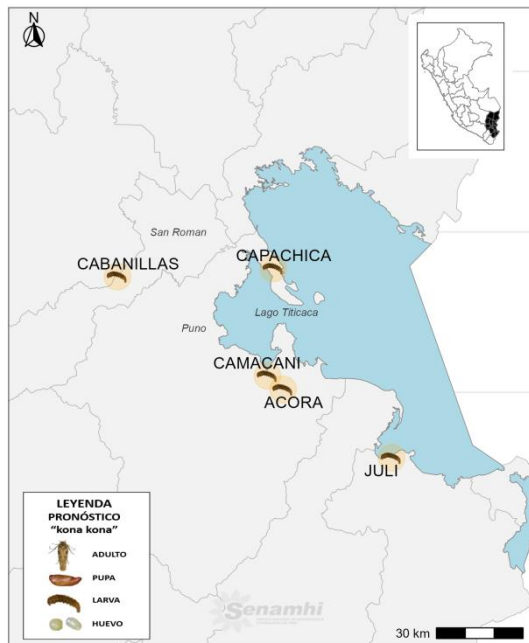 N
San Roman
CABANILLAS
CAPACHICA
Lago Titicaca
Puno
CAMACANI
ACORA
JULI
LEYENDA
PRONÓSTICO
“kona kona”
ADULTO
PUPA
LARVA
HUEVO
Senamhi
30 km